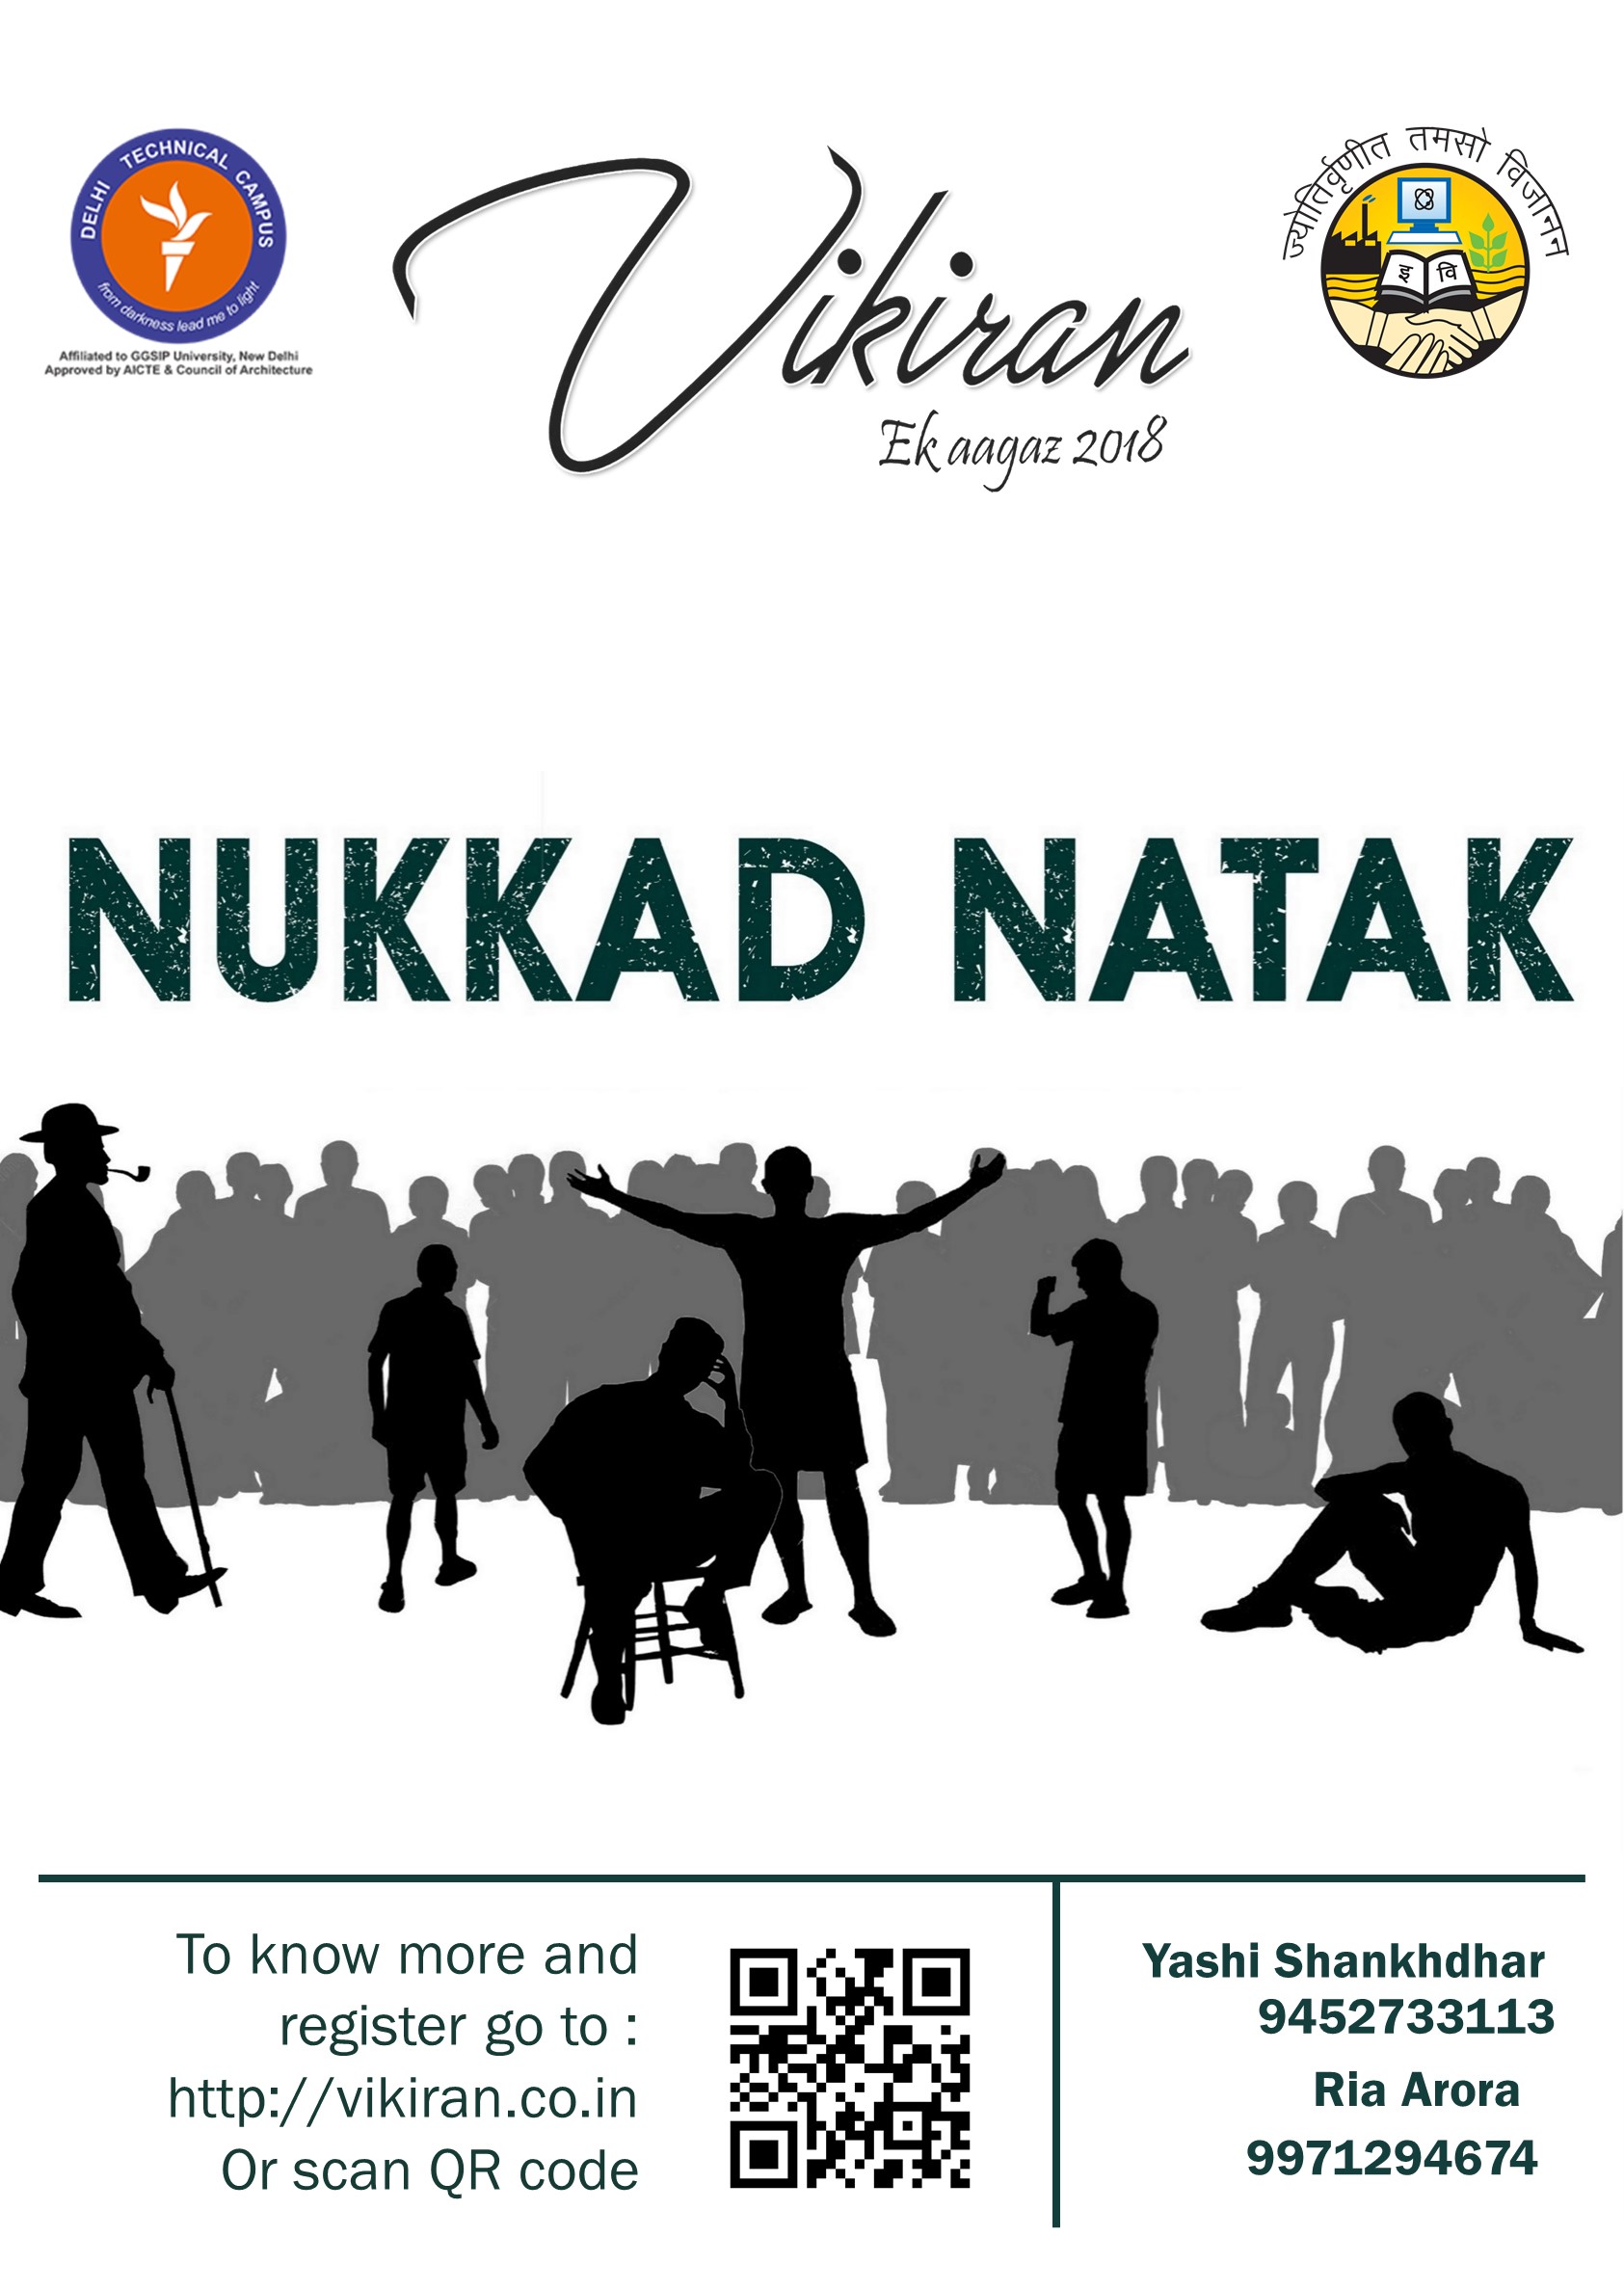 DELHI TECHNICAL CAMPUS
from darkness lead me to light
Affiliated to GGSIP University, New Delhi
Approved by AICTE & Council of Architecture
Vikiran
Ek aagaz 2018
ज्योतिर्वृणीत तमसो विजानन
इ वि
NUKKAD NATAK
To know more and
register go to :
http://vikiran.co.in
Or scan QR code
Yashi Shankhdhar
9452733113
Ria Arora
9971294674